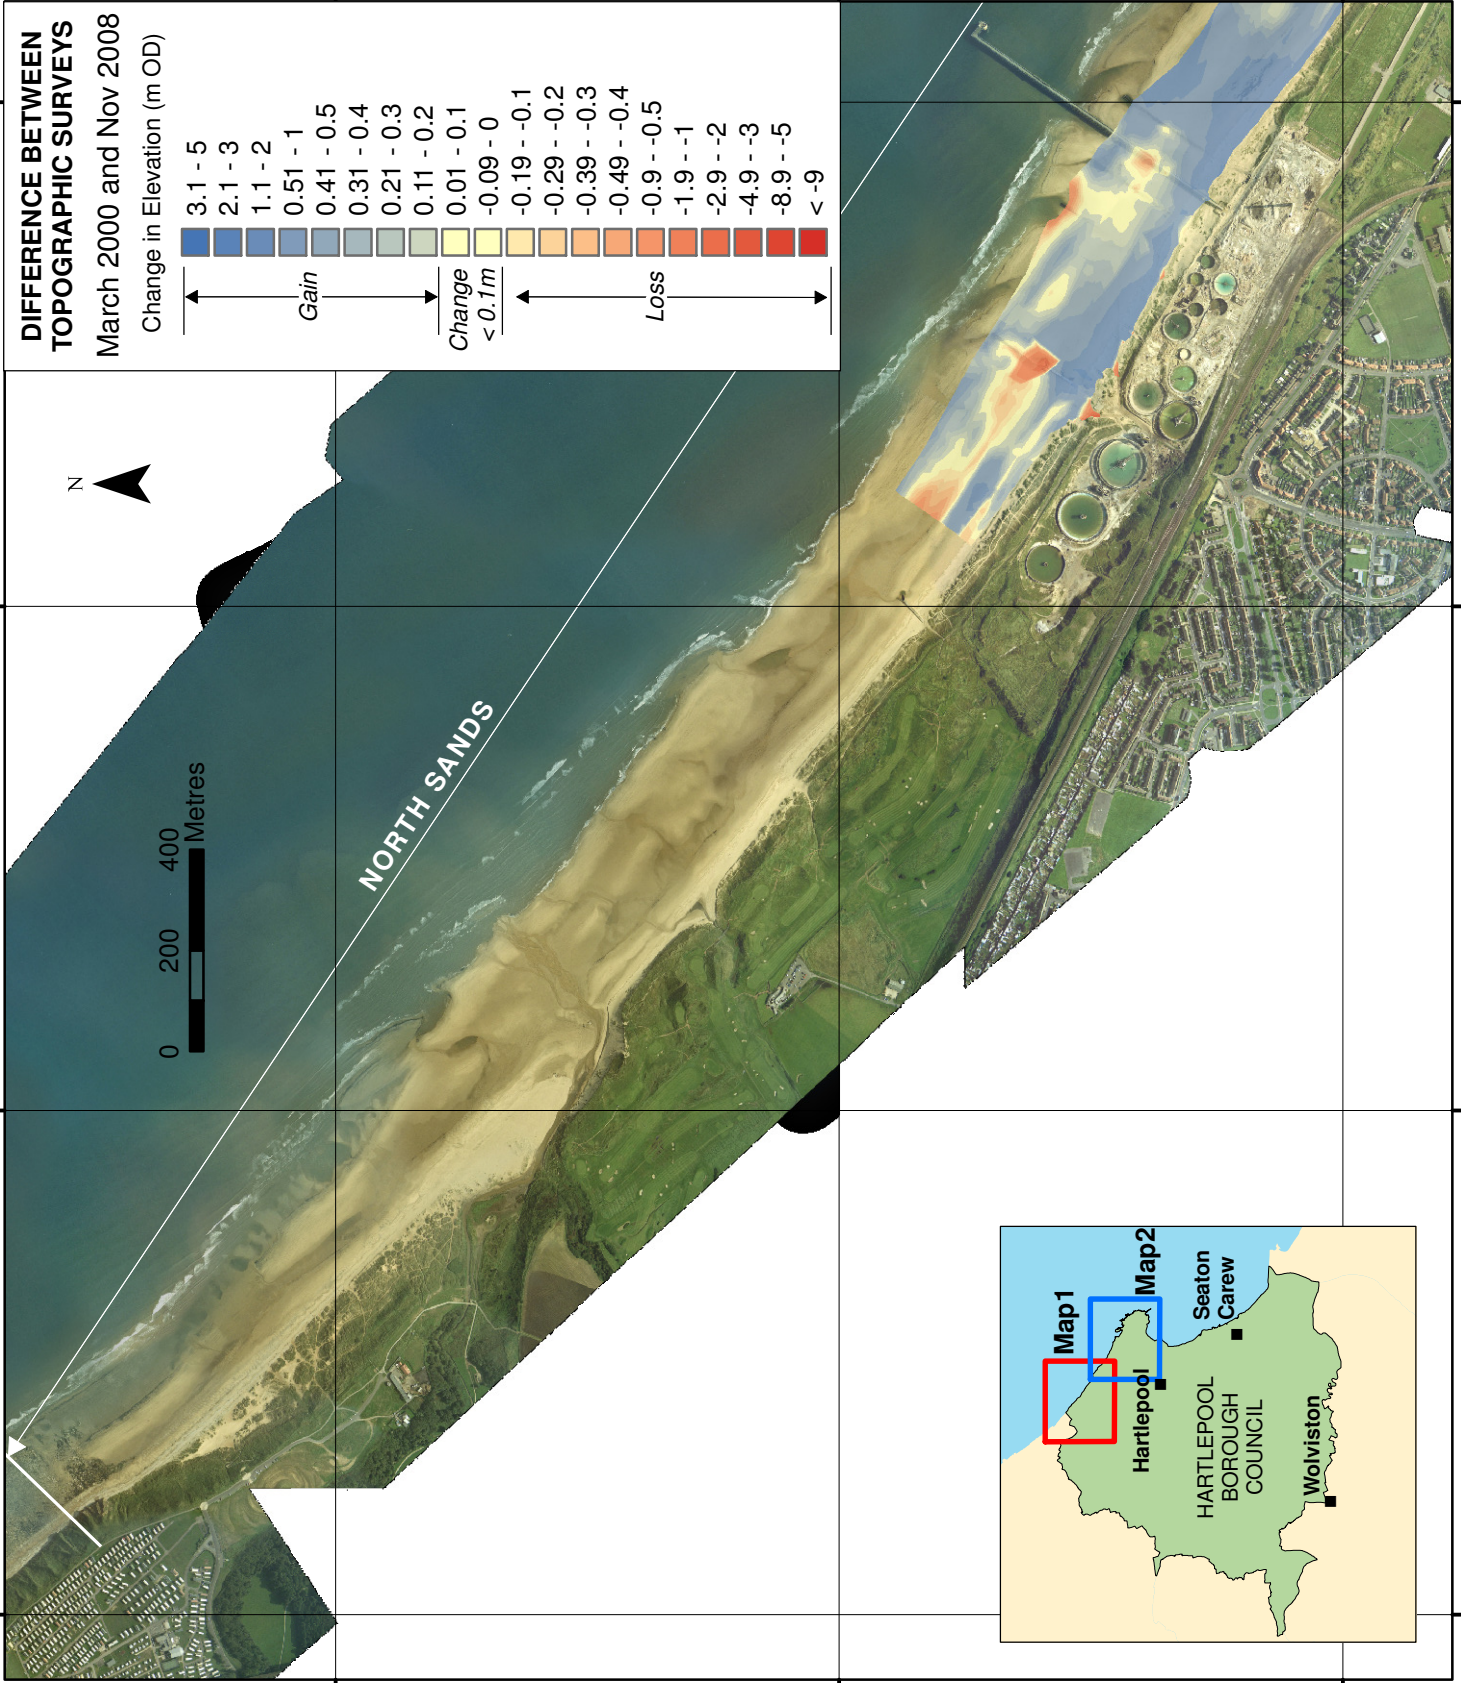 DIFFERENCE BETWEEN
TOPOGRAPHIC SURVEYS
March 2000 and Nov 2008
Change in Elevation (m OD)
3.1 - 5
2.1 - 3
1.1 - 2
0.51 - 1
0.41 - 0.5
0.31 - 0.4
0.21 - 0.3
0.11 - 0.2
0.01 - 0.1
-0.09 - 0
-0.19 - -0.1
-0.29 - -0.2
-0.39 - -0.3
-0.49 - -0.4
-0.9 - -0.5
-1.9 - -1
-2.9 - -2
-4.9 - -3
-8.9 - -5
< -9
Gain
Change
< 0.1m
Loss
N
0 200 400
Metres
NORTH SANDS
Map1
Map2
Hartlepool
Seaton
Carew
HARTLEPOOL
BOROUGH
COUNCIL
Wolviston